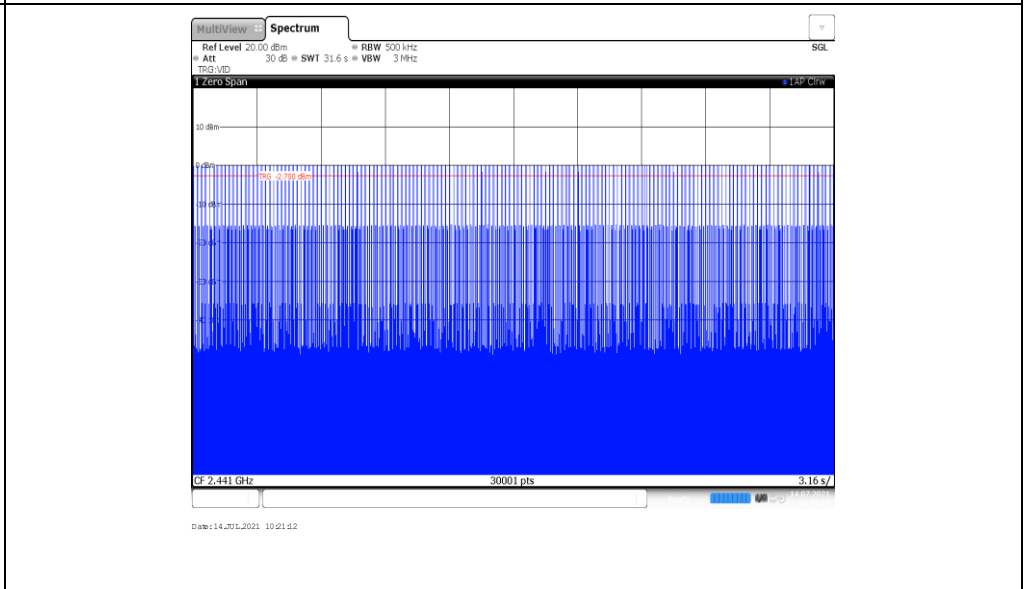 MultiView Spectrum
Ref Level 20.00 dBm RBW 500 kHz SGL
Att 30 dB SWT 31.6 s VBW 3 MHz
TRG:VID
1 Zero Span 1AP Clrw
10 dBm
0 dBm
TRG -2.700 dBm
-10 dBm
CF 2.441 GHz 30001 pts 3.16 s/
Date: 14.JUL.2021 10:21:12